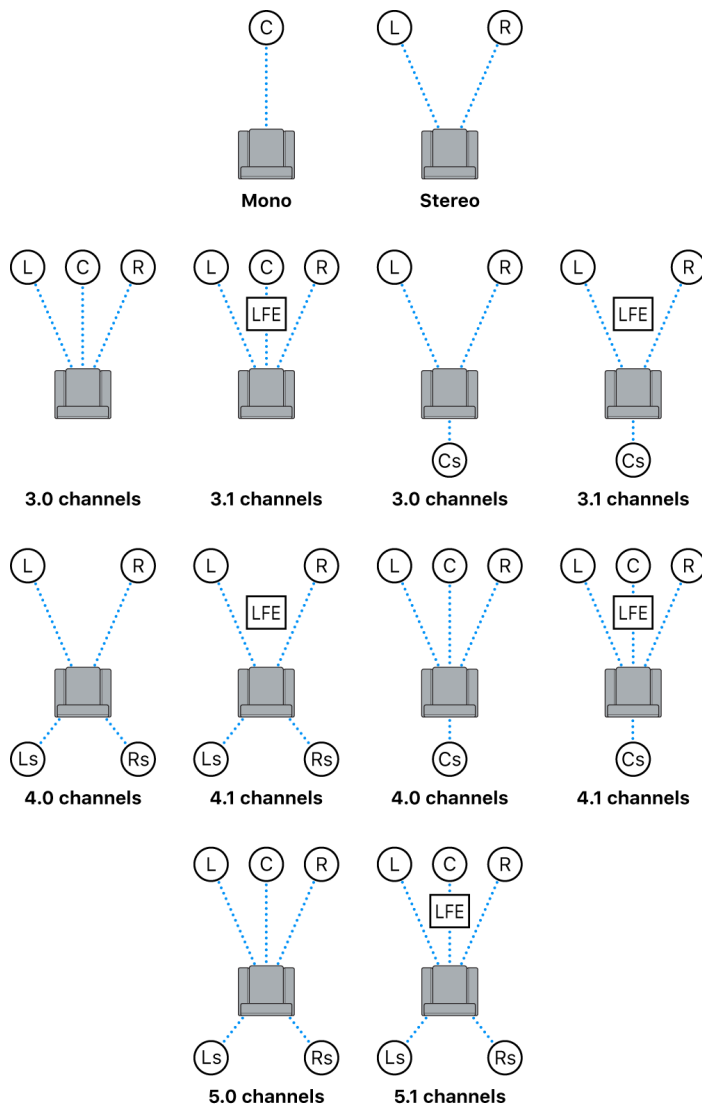 C L R
Mono Stereo
L C R L C R L R L R
LFE LFE
Cs Cs
3.0 channels 3.1 channels 3.0 channels 3.1 channels
L R L R L C R L C R
LFE LFE
Ls Rs Ls Rs Cs Cs
4.0 channels 4.1 channels 4.0 channels 4.1 channels
L C R L C R
LFE
Ls Rs Ls Rs
5.0 channels 5.1 channels